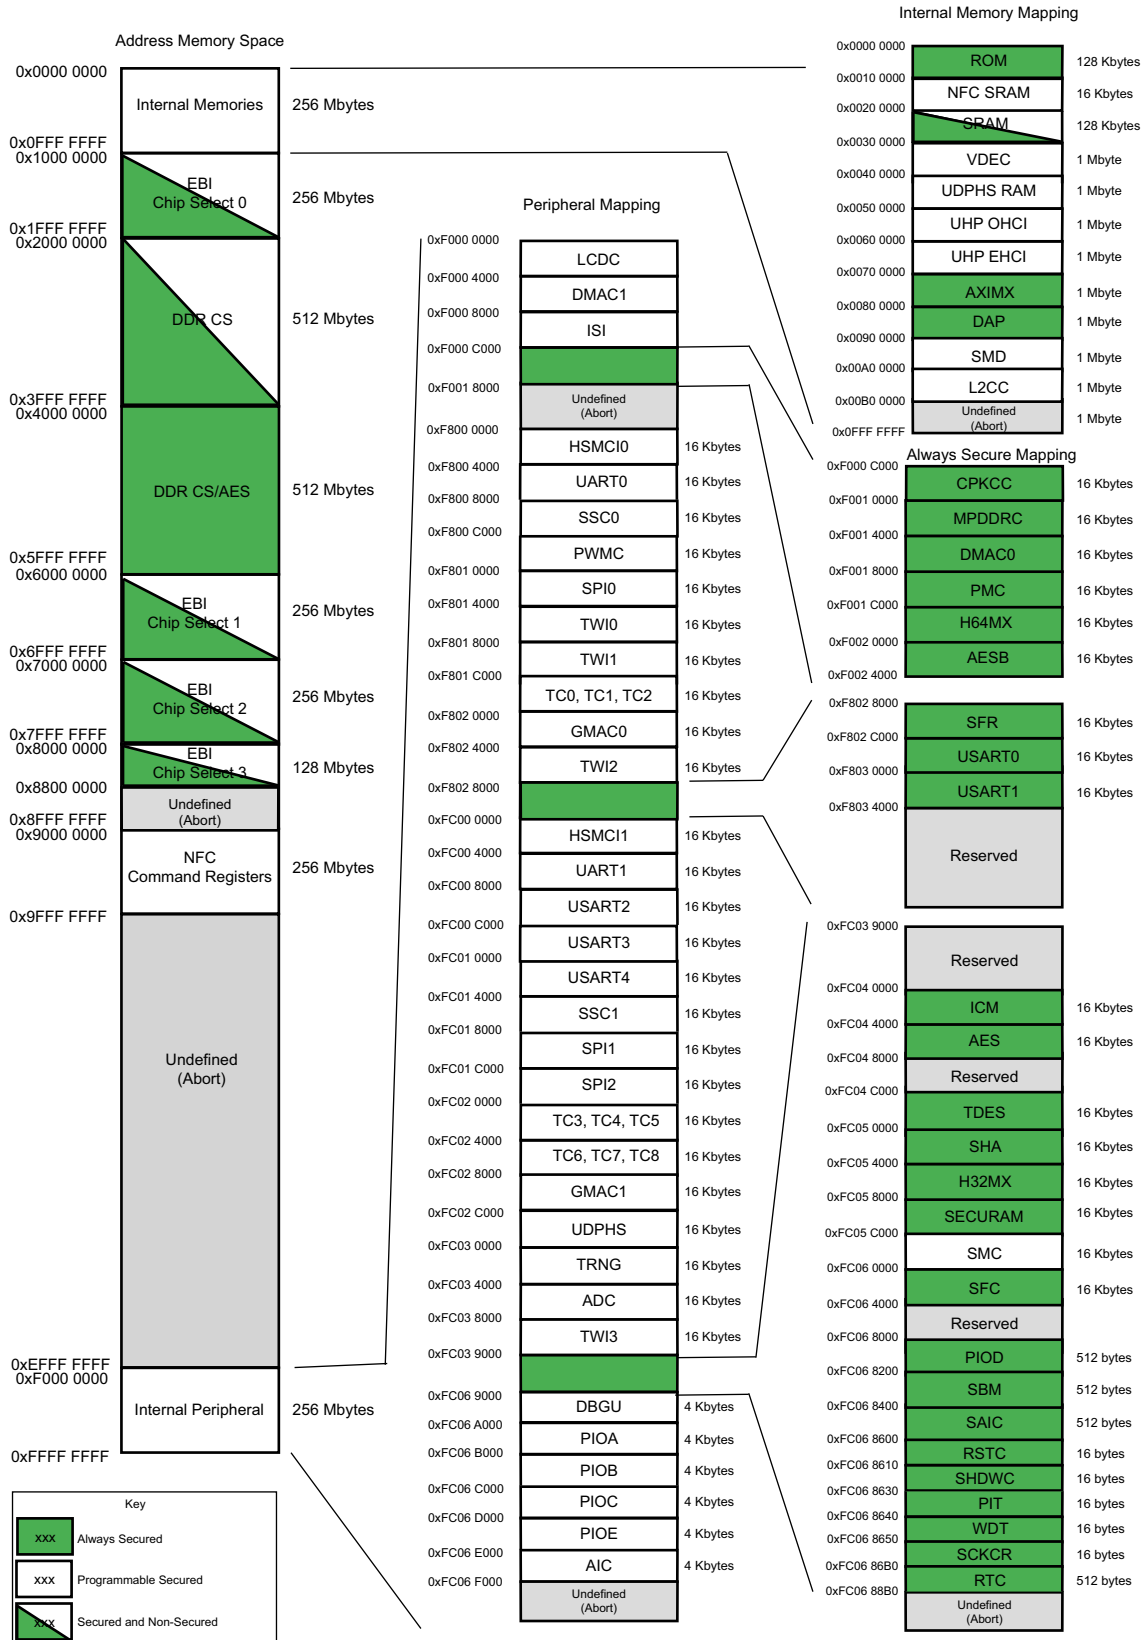 Address Memory Space
0x0000 0000
Internal Memories
256 Mbytes
0x0FFF FFFF
0x1000 0000
EBI
Chip Select 0
256 Mbytes
0x1FFF FFFF
0x2000 0000
DDR CS
512 Mbytes
0x3FFF FFFF
0x4000 0000
DDR CS/AES
512 Mbytes
0x5FFF FFFF
0x6000 0000
EBI
Chip Select 1
256 Mbytes
0x6FFF FFFF
0x7000 0000
EBI
Chip Select 2
256 Mbytes
0x7FFF FFFF
0x8000 0000
EBI
Chip Select 3
128 Mbytes
0x8800 0000
Undefined
(Abort)
0x8FFF FFFF
0x9000 0000
NFC
Command Registers
256 Mbytes
0x9FFF FFFF
Undefined
(Abort)
0xEFFF FFFF
0xF000 0000
Internal Peripheral
256 Mbytes
0xFFFF FFFF
Key
xxx Always Secured
xxx Programmable Secured
xxx Secured and Non-Secured
Peripheral Mapping
0xF000 0000
LCDC
0xF000 4000
DMAC1
0xF000 8000
ISI
0xF000 C000
0xF001 8000
Undefined
(Abort)
0xF800 0000
HSMCI0 16 Kbytes
0xF800 4000
UART0 16 Kbytes
0xF800 8000
SSC0 16 Kbytes
0xF800 C000
PWMC 16 Kbytes
0xF801 0000
SPI0 16 Kbytes
0xF801 4000
TWI0 16 Kbytes
0xF801 8000
TWI1 16 Kbytes
0xF801 C000
TC0, TC1, TC2 16 Kbytes
0xF802 0000
GMAC0 16 Kbytes
0xF802 4000
TWI2 16 Kbytes
0xF802 8000
0xFC00 0000
HSMCI1 16 Kbytes
0xFC00 4000
UART1 16 Kbytes
0xFC00 8000
USART2 16 Kbytes
0xFC00 C000
USART3 16 Kbytes
0xFC01 0000
USART4 16 Kbytes
0xFC01 4000
SSC1 16 Kbytes
0xFC01 8000
SPI1 16 Kbytes
0xFC01 C000
SPI2 16 Kbytes
0xFC02 0000
TC3, TC4, TC5 16 Kbytes
0xFC02 4000
TC6, TC7, TC8 16 Kbytes
0xFC02 8000
GMAC1 16 Kbytes
0xFC02 C000
UDPHS 16 Kbytes
0xFC03 0000
TRNG 16 Kbytes
0xFC03 4000
ADC 16 Kbytes
0xFC03 8000
TWI3 16 Kbytes
0xFC03 9000
0xFC06 9000
DBGU 4 Kbytes
0xFC06 A000
PIOA 4 Kbytes
0xFC06 B000
PIOB 4 Kbytes
0xFC06 C000
PIOC 4 Kbytes
0xFC06 D000
PIOE 4 Kbytes
0xFC06 E000
AIC 4 Kbytes
0xFC06 F000
Undefined
(Abort)
Internal Memory Mapping
0x0000 0000
ROM 128 Kbytes
0x0010 0000
NFC SRAM 16 Kbytes
0x0020 0000
SRAM 128 Kbytes
0x0030 0000
VDEC 1 Mbyte
0x0040 0000
UDPHS RAM 1 Mbyte
0x0050 0000
UHP OHCI 1 Mbyte
0x0060 0000
UHP EHCI 1 Mbyte
0x0070 0000
AXIMX 1 Mbyte
0x0080 0000
DAP 1 Mbyte
0x0090 0000
SMD 1 Mbyte
0x00A0 0000
L2CC 1 Mbyte
0x00B0 0000
Undefined
(Abort)
1 Mbyte
0x0FFF FFFF
Always Secure Mapping
0xF000 C000
CPKCC 16 Kbytes
0xF001 0000
MPDDRC 16 Kbytes
0xF001 4000
DMAC0 16 Kbytes
0xF001 8000
PMC 16 Kbytes
0xF001 C000
H64MX 16 Kbytes
0xF002 0000
AESB 16 Kbytes
0xF002 4000
0xF802 8000
SFR 16 Kbytes
0xF802 C000
USART0 16 Kbytes
0xF803 0000
USART1 16 Kbytes
0xF803 4000
Reserved
0xFC03 9000
Reserved
0xFC04 0000
ICM 16 Kbytes
0xFC04 4000
AES 16 Kbytes
0xFC04 8000
Reserved
0xFC04 C000
TDES 16 Kbytes
0xFC05 0000
SHA 16 Kbytes
0xFC05 4000
H32MX 16 Kbytes
0xFC05 8000
SECURAM 16 Kbytes
0xFC05 C000
SMC 16 Kbytes
0xFC06 0000
SFC 16 Kbytes
0xFC06 4000
Reserved
0xFC06 8000
PIOD 512 bytes
0xFC06 8200
SBM 512 bytes
0xFC06 8400
SAIC 512 bytes
0xFC06 8600
RSTC 16 bytes
0xFC06 8610
SHDWC 16 bytes
0xFC06 8630
PIT 16 bytes
0xFC06 8640
WDT 16 bytes
0xFC06 8650
SCKCR 16 bytes
0xFC06 86B0
RTC 512 bytes
0xFC06 88B0
Undefined
(Abort)